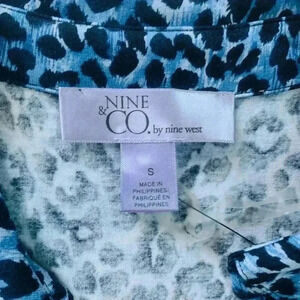 NINE
& CO. by nine west
S
MADE IN
PHILIPPINES/
FABRIQUÉ EN
PHILIPPINES